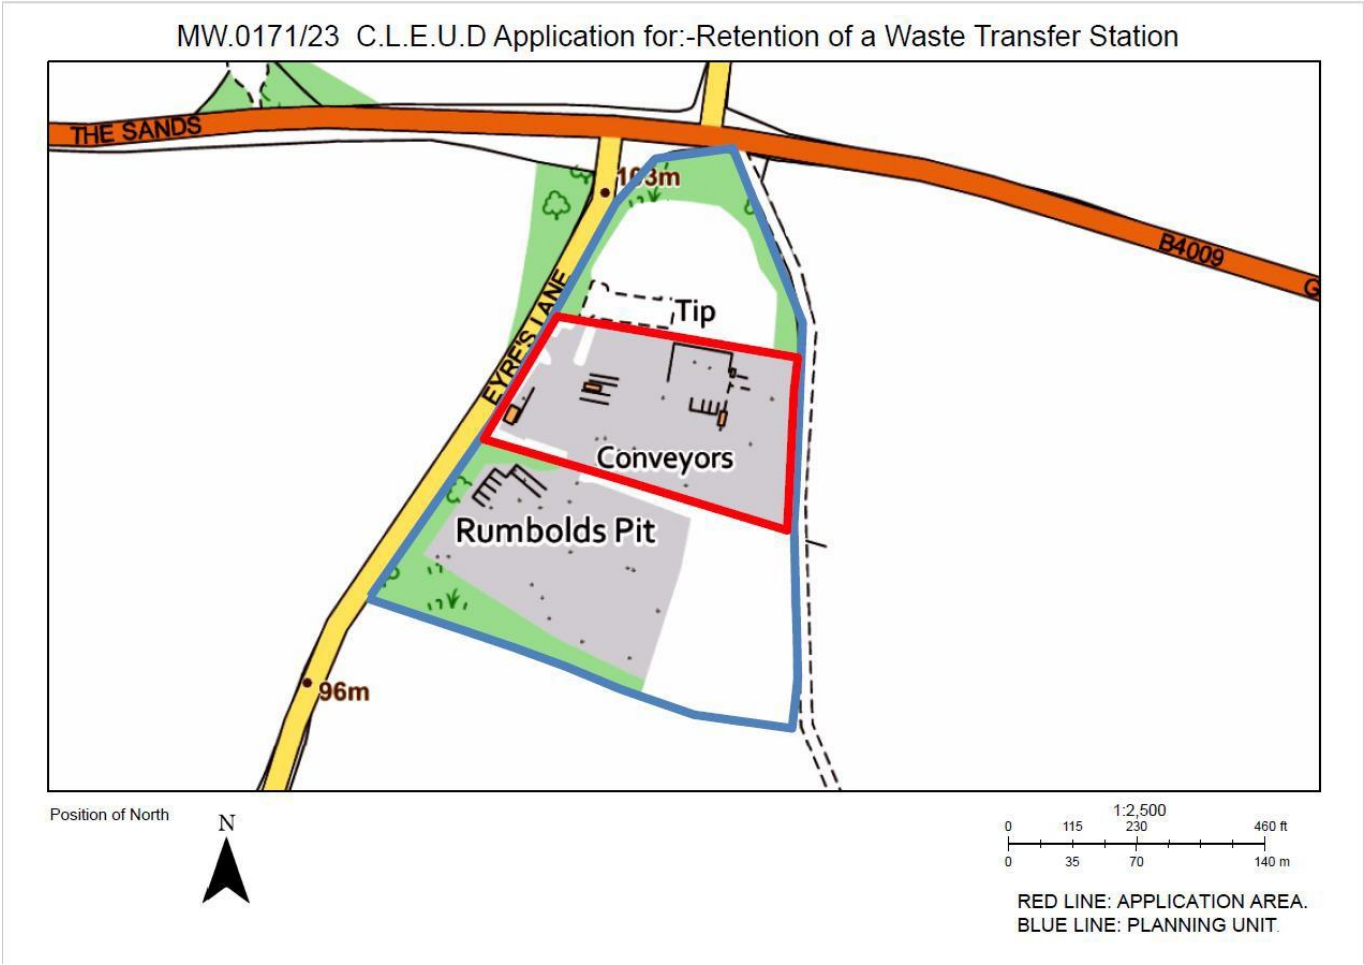 MW.0171/23 C.L.E.U.D Application for:-Retention of a Waste Transfer Station
THE SANDS
103m
B4009
G
EYRE'S LANE
Tip
Conveyors
Rumbolds Pit
96m
Position of North
N
1:2,500
0 115 230 460 ft
0 35 70 140 m
RED LINE: APPLICATION AREA.
BLUE LINE: PLANNING UNIT.